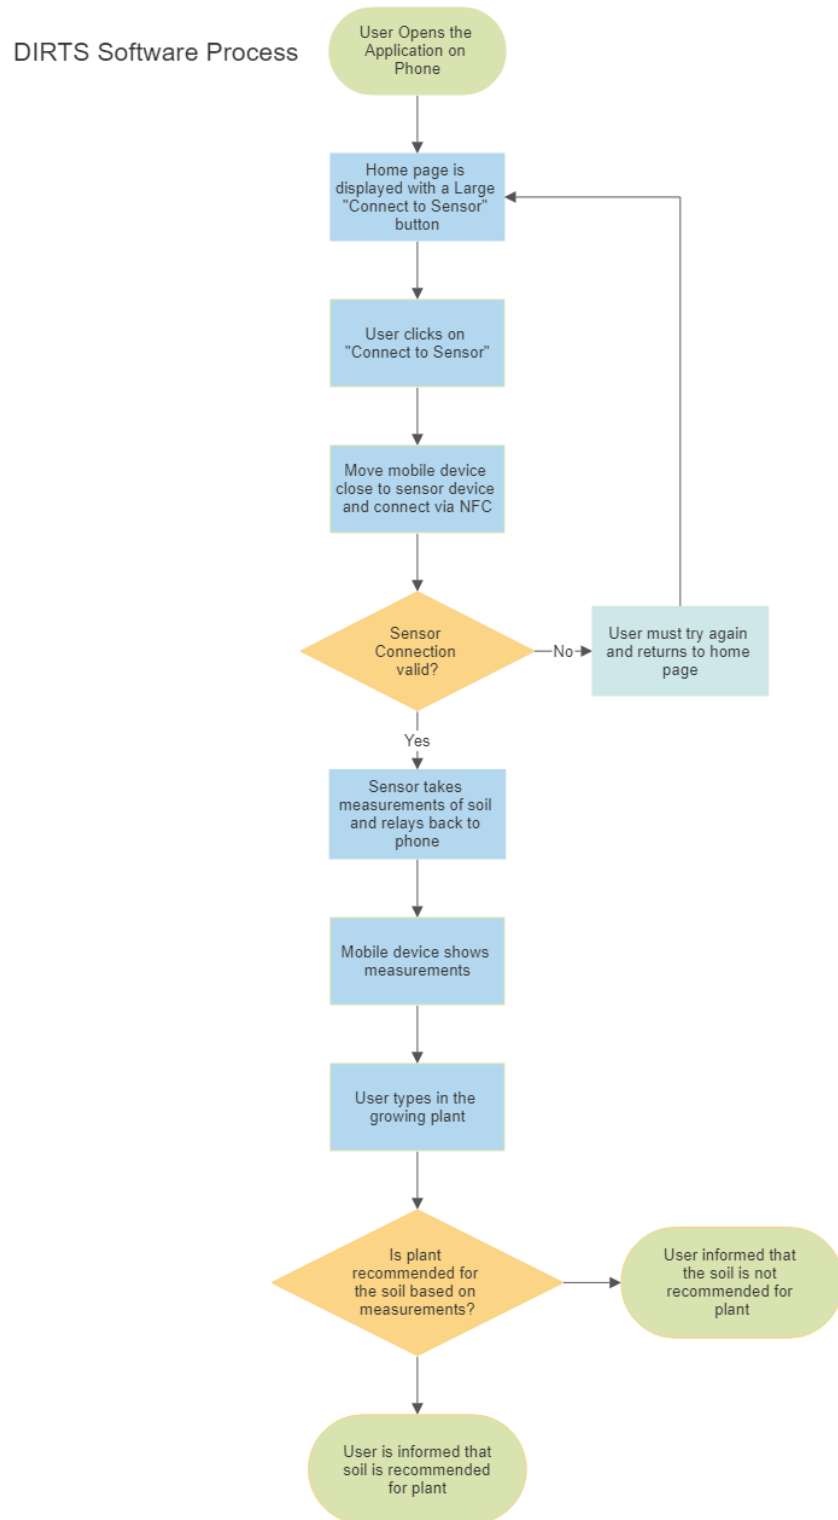 DIRTS Software Process
User Opens the
Application on
Phone
Home page is
displayed with a Large
"Connect to Sensor"
button
User clicks on
"Connect to Sensor"
Move mobile device
close to sensor device
and connect via NFC
Sensor
Connection
valid?
No
User must try again
and returns to home
page
Yes
Sensor takes
measurements of soil
and relays back to
phone
Mobile device shows
measurements
User types in the
growing plant
Is plant
recommended for
the soil based on
measurements?
User informed that
the soil is not
recommended for
plant
User is informed that
soil is recommended
for plant